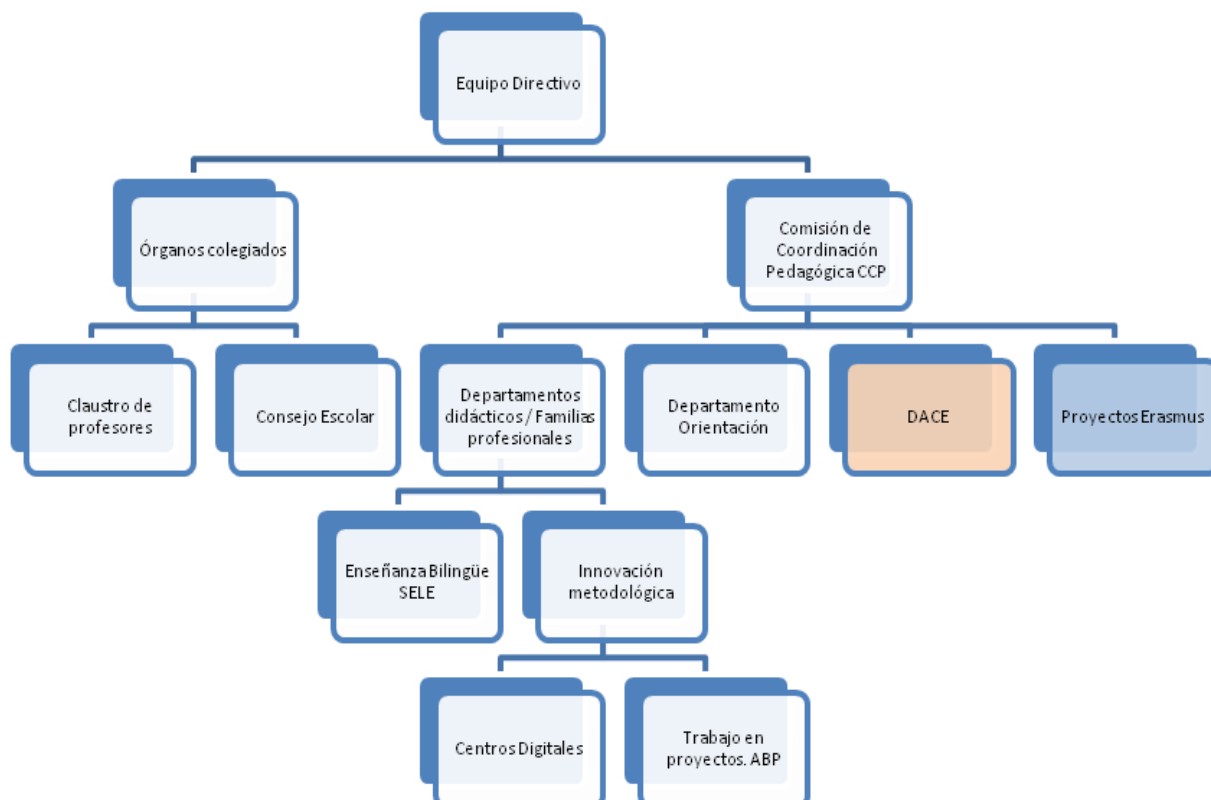 Equipo Directivo
Órganos colegiados
Comisión de
Coordinación
Pedagógica CCP
Claustro de
profesores
Consejo Escolar
Departamentos
didácticos / Familias
profesionales
Departamento
Orientación
DACE
Proyectos Erasmus
Enseñanza Bilingüe
SELE
Innovación
metodológica
Centros Digitales
Trabajo en
proyectos. ABP